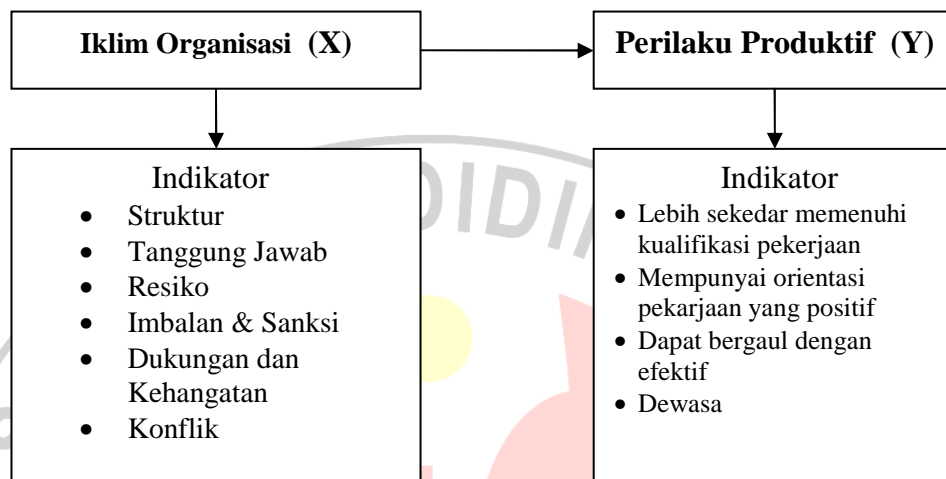 Iklim Organisasi (X)
Perilaku Produktif (Y)
Indikator
• Struktur
• Tanggung Jawab
• Resiko
• Imbalan & Sanksi
• Dukungan dan
Kehangatan
• Konflik
Indikator
• Lebih sekedar memenuhi
kualifikasi pekerjaan
• Mempunyai orientasi
pekarjaan yang positif
• Dapat bergaul dengan
efektif
• Dewasa